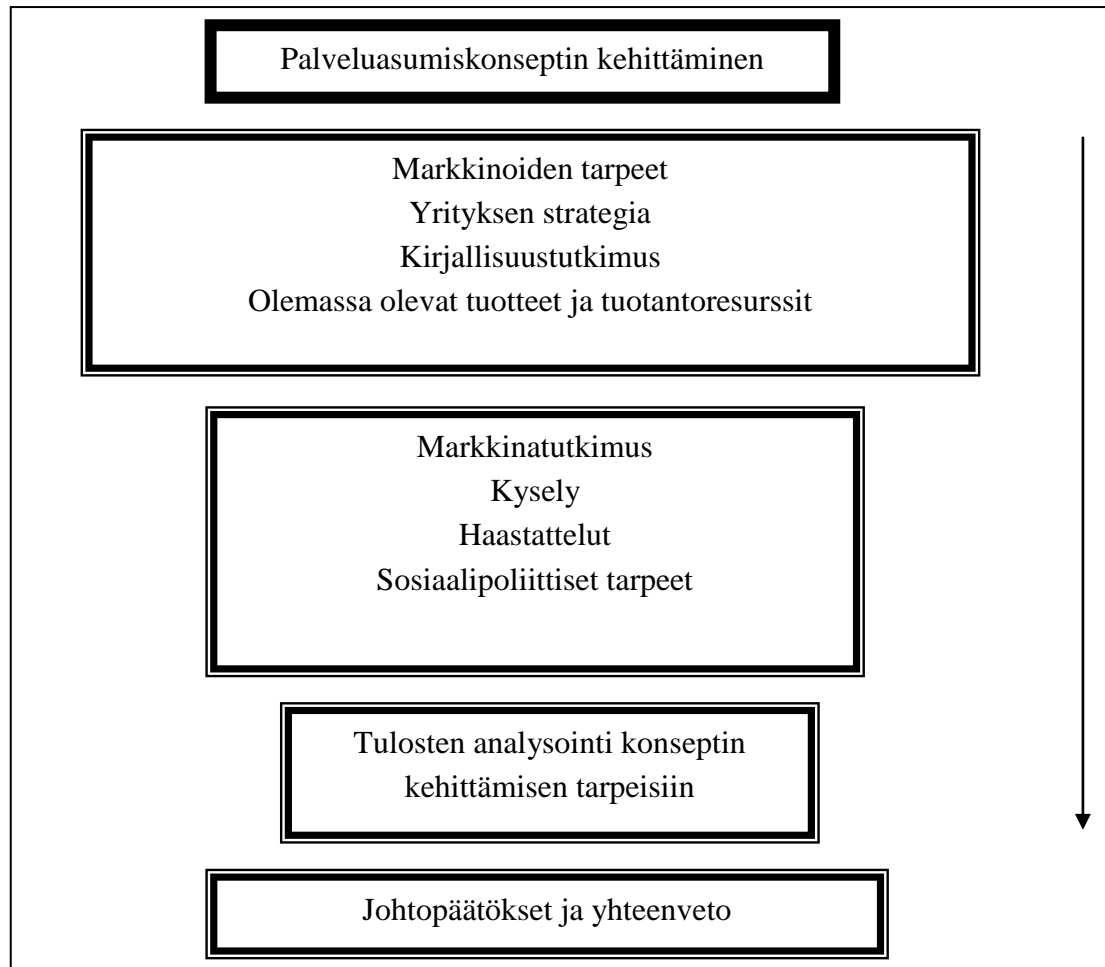 Palveluasumiskonseptin kehittäminen
Markkinoiden tarpeet
Yrityksen strategia
Kirjallisuustutkimus
Olemassa olevat tuotteet ja tuotantoresurssit
Markkinatutkimus
Kysely
Haastattelut
Sosiaalipoliittiset tarpeet
Tulosten analysointi konseptin
kehittämisen tarpeisiin
Johtopäätökset ja yhteenveto